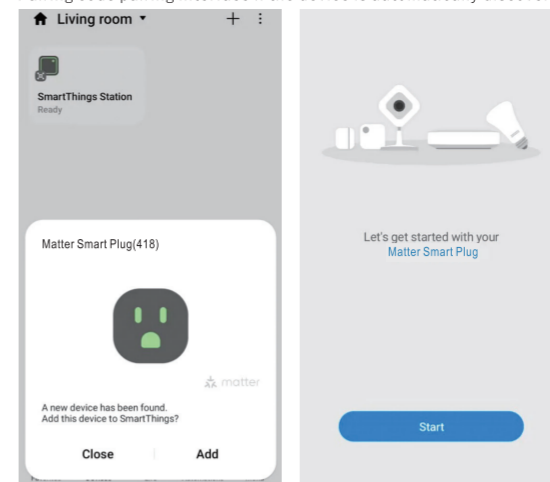 Living room
SmartThings Station
Ready
Matter Smart Plug(418)
matter
A new device has been found.
Add this device to SmartThings?
Close
Add
Let's get started with your
Matter Smart Plug
Start